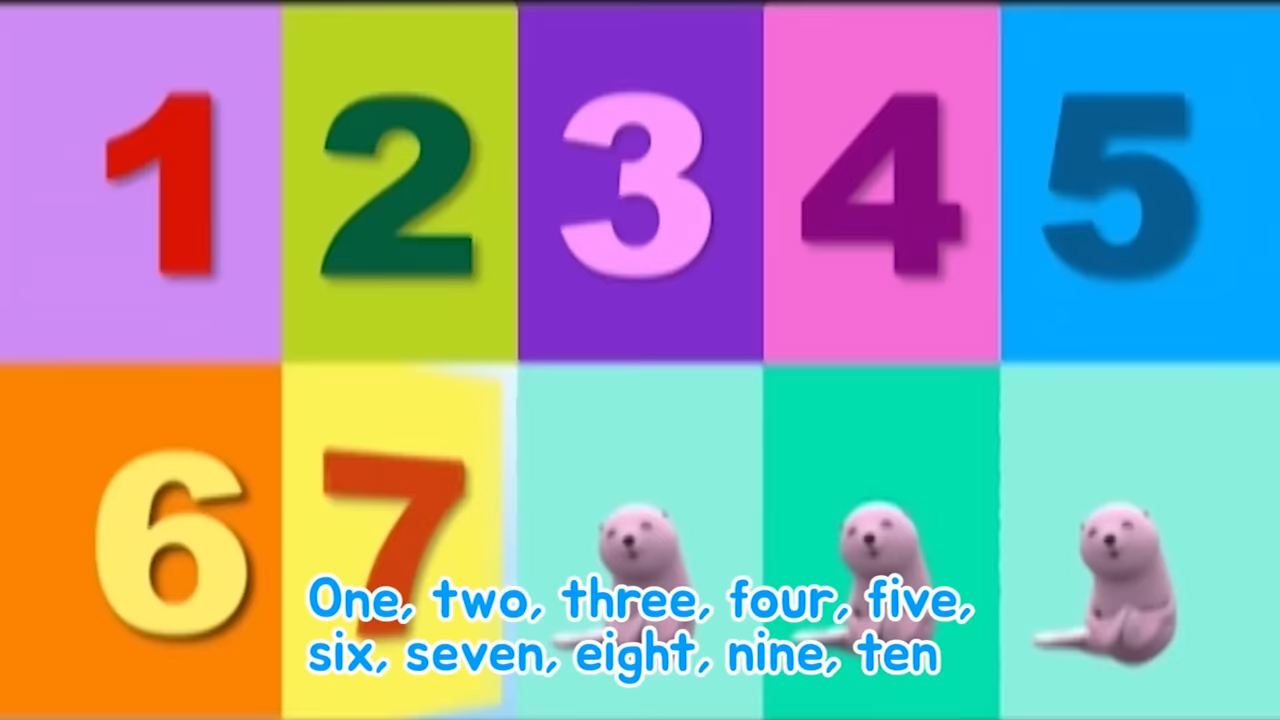 1 2 3 4 5
6 7
One, two, three, four, five,
six, seven, eight, nine, ten